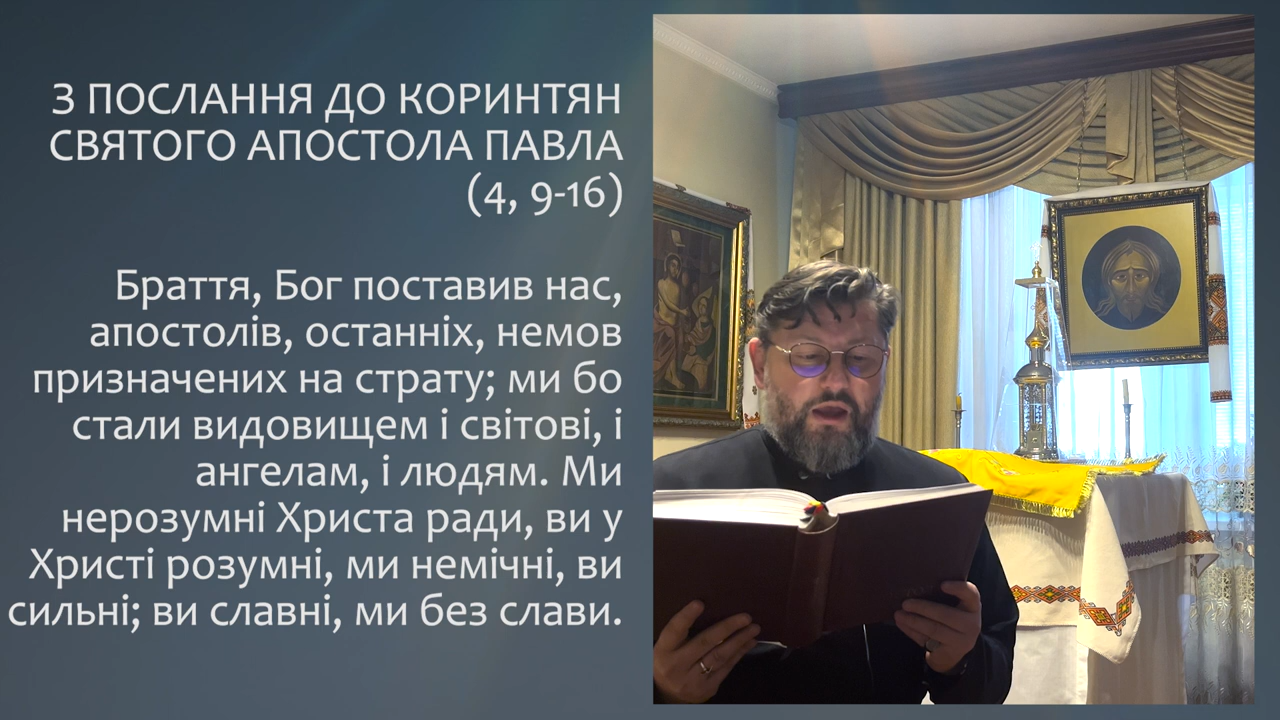 З ПОСЛАННЯ ДО КОРИНТЯН
СВЯТОГО АПОСТОЛА ПАВЛА
(4, 9-16)
Браття, Бог поставив нас,
апостолів, останніх, немов
призначених на страту; ми бо
стали видовищем і світові, і
ангелам, і людям. Ми
нерозумні Христа ради, ви у
Христі розумні, ми немічні, ви
сильні; ви славні, ми без слави.